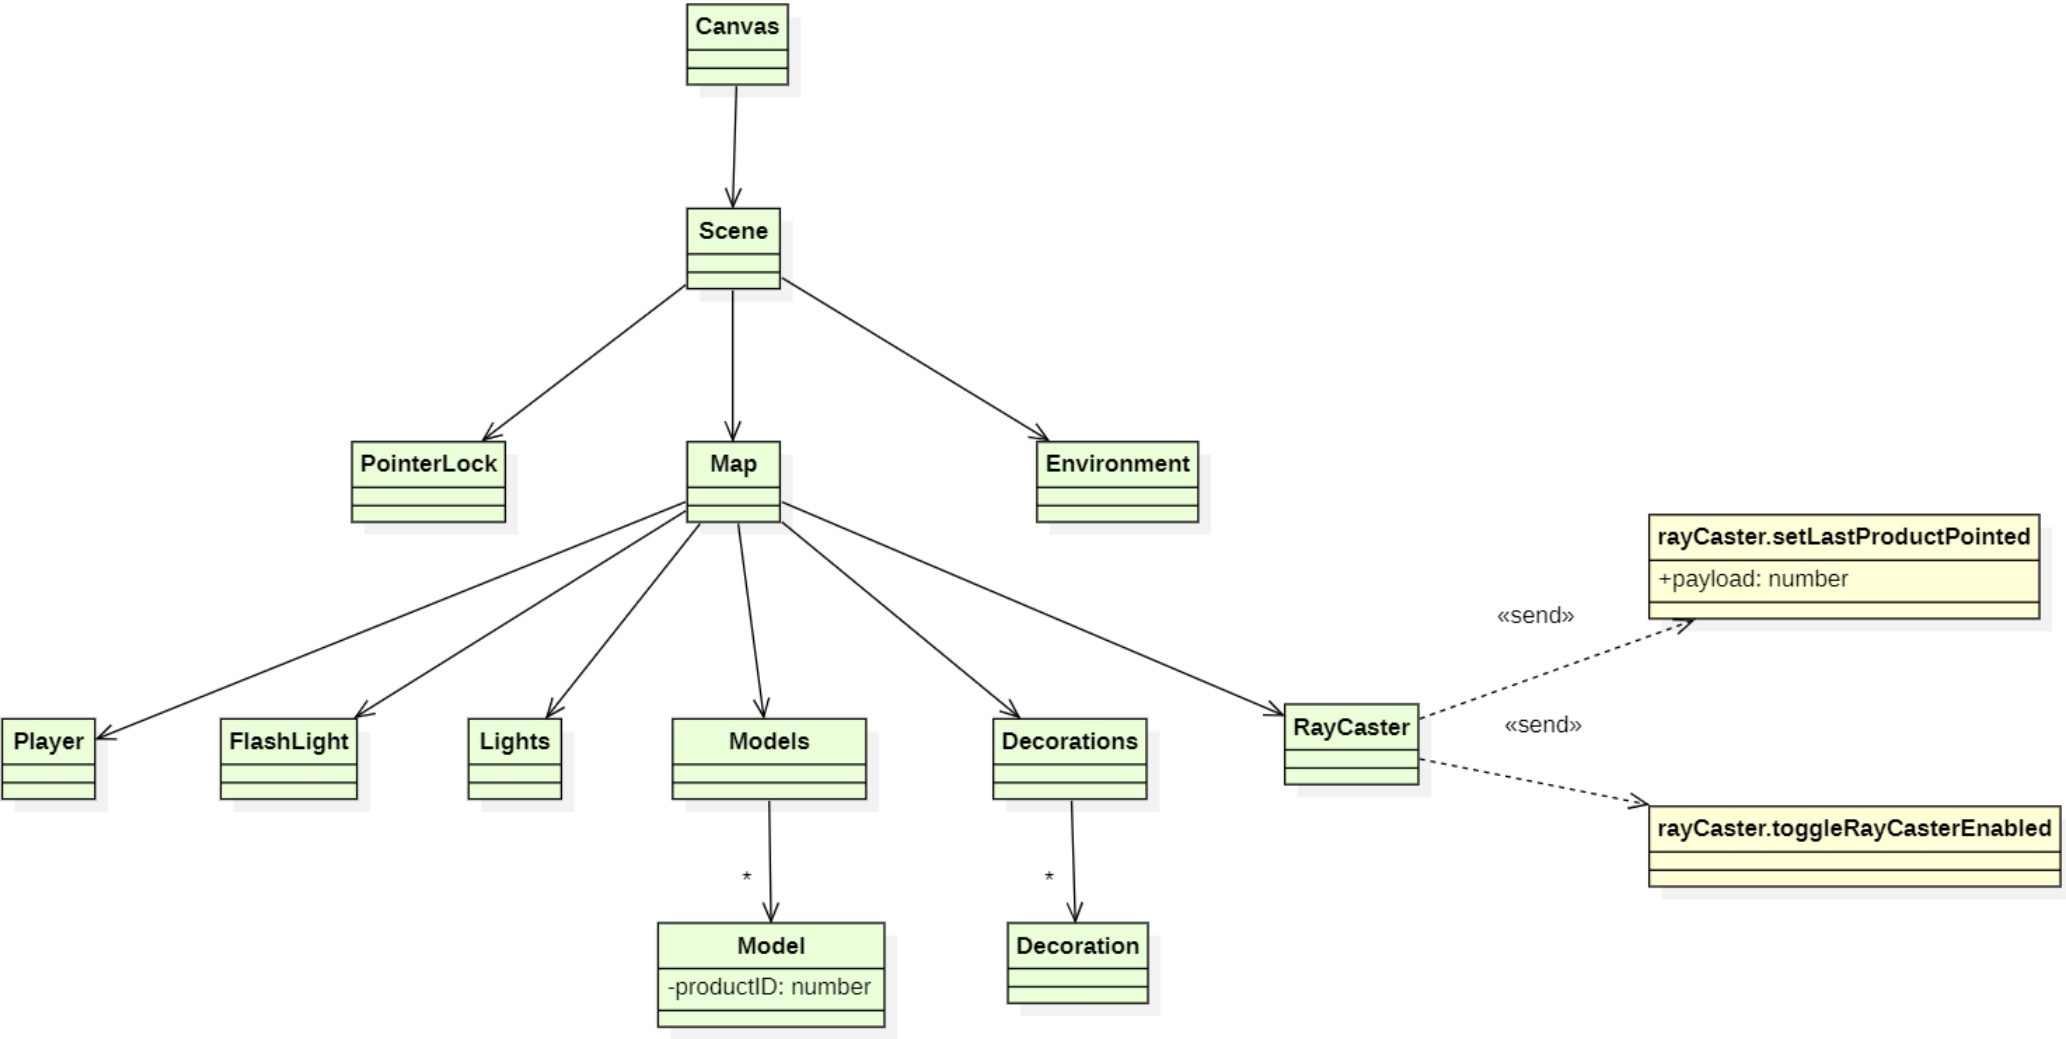 Canvas
Scene
PointerLock
Map
Environment
rayCaster.setLastProductPointed
+payload: number
«send»
Player
FlashLight
Lights
Models
Decorations
RayCaster
«send»
rayCaster.toggleRayCasterEnabled
*
*
Model
-productID: number
Decoration